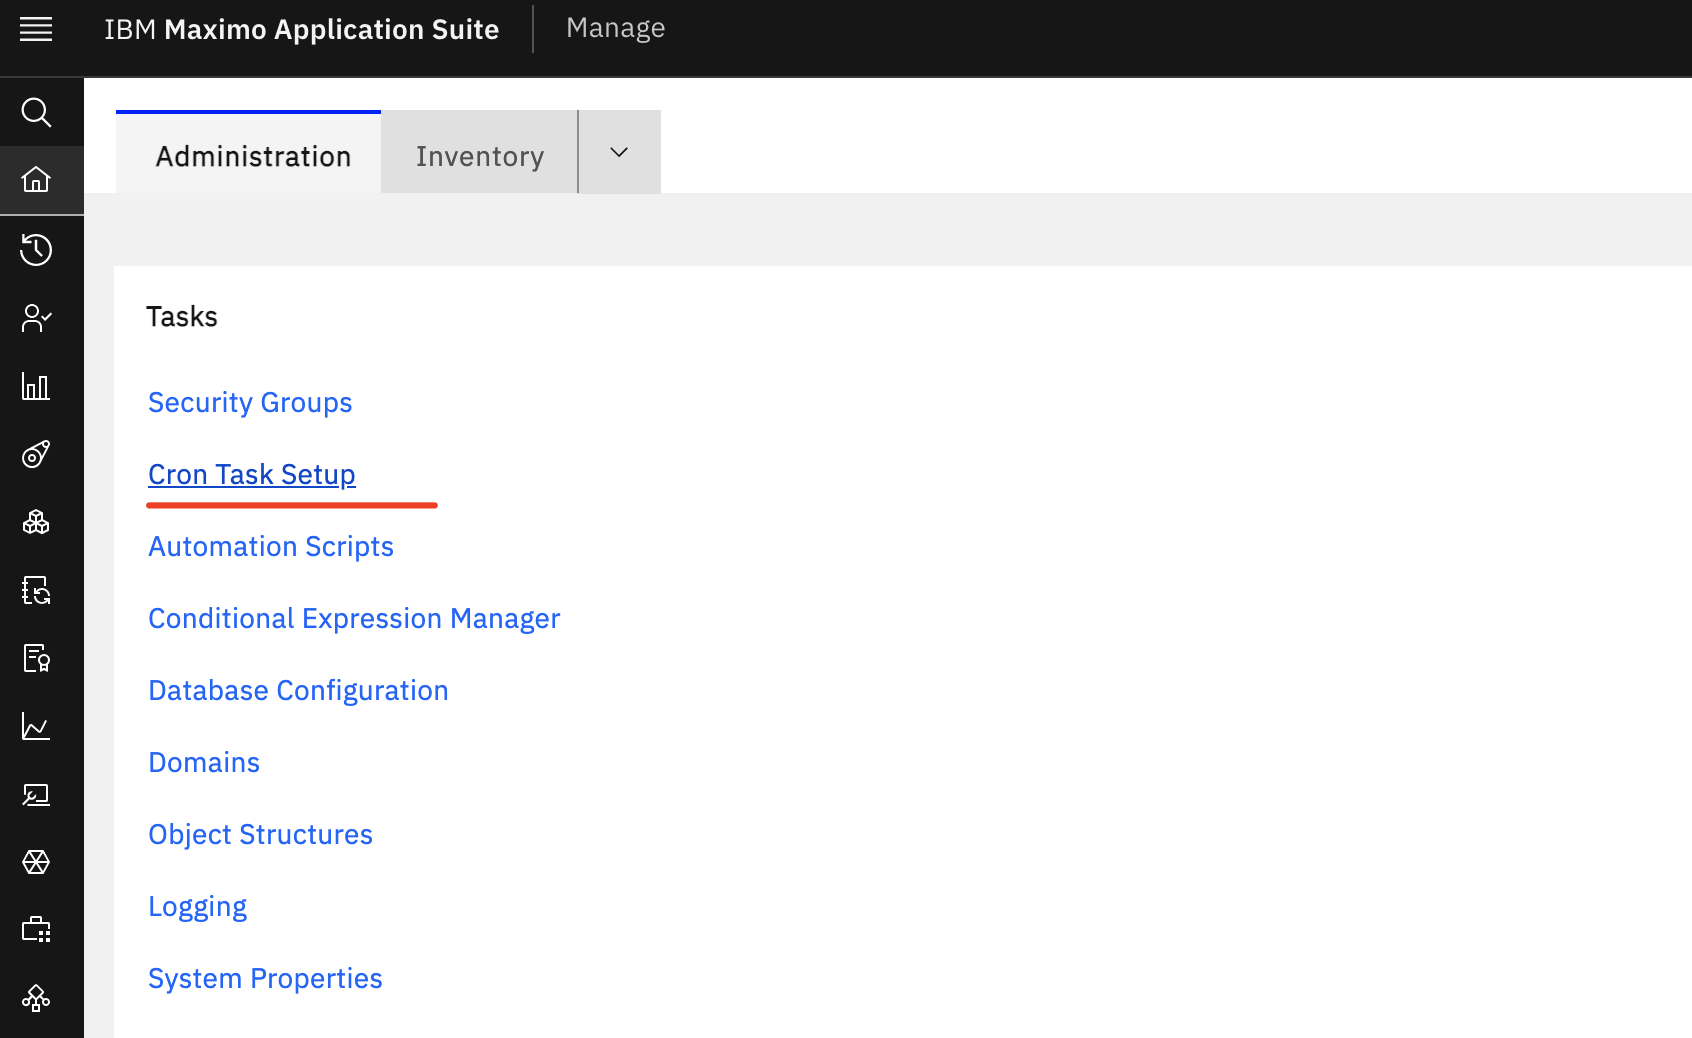 IBM Maximo Application Suite Manage
Administration Inventory
Tasks
Security Groups
Cron Task Setup
Automation Scripts
Conditional Expression Manager
Database Configuration
Domains
Object Structures
Logging
System Properties